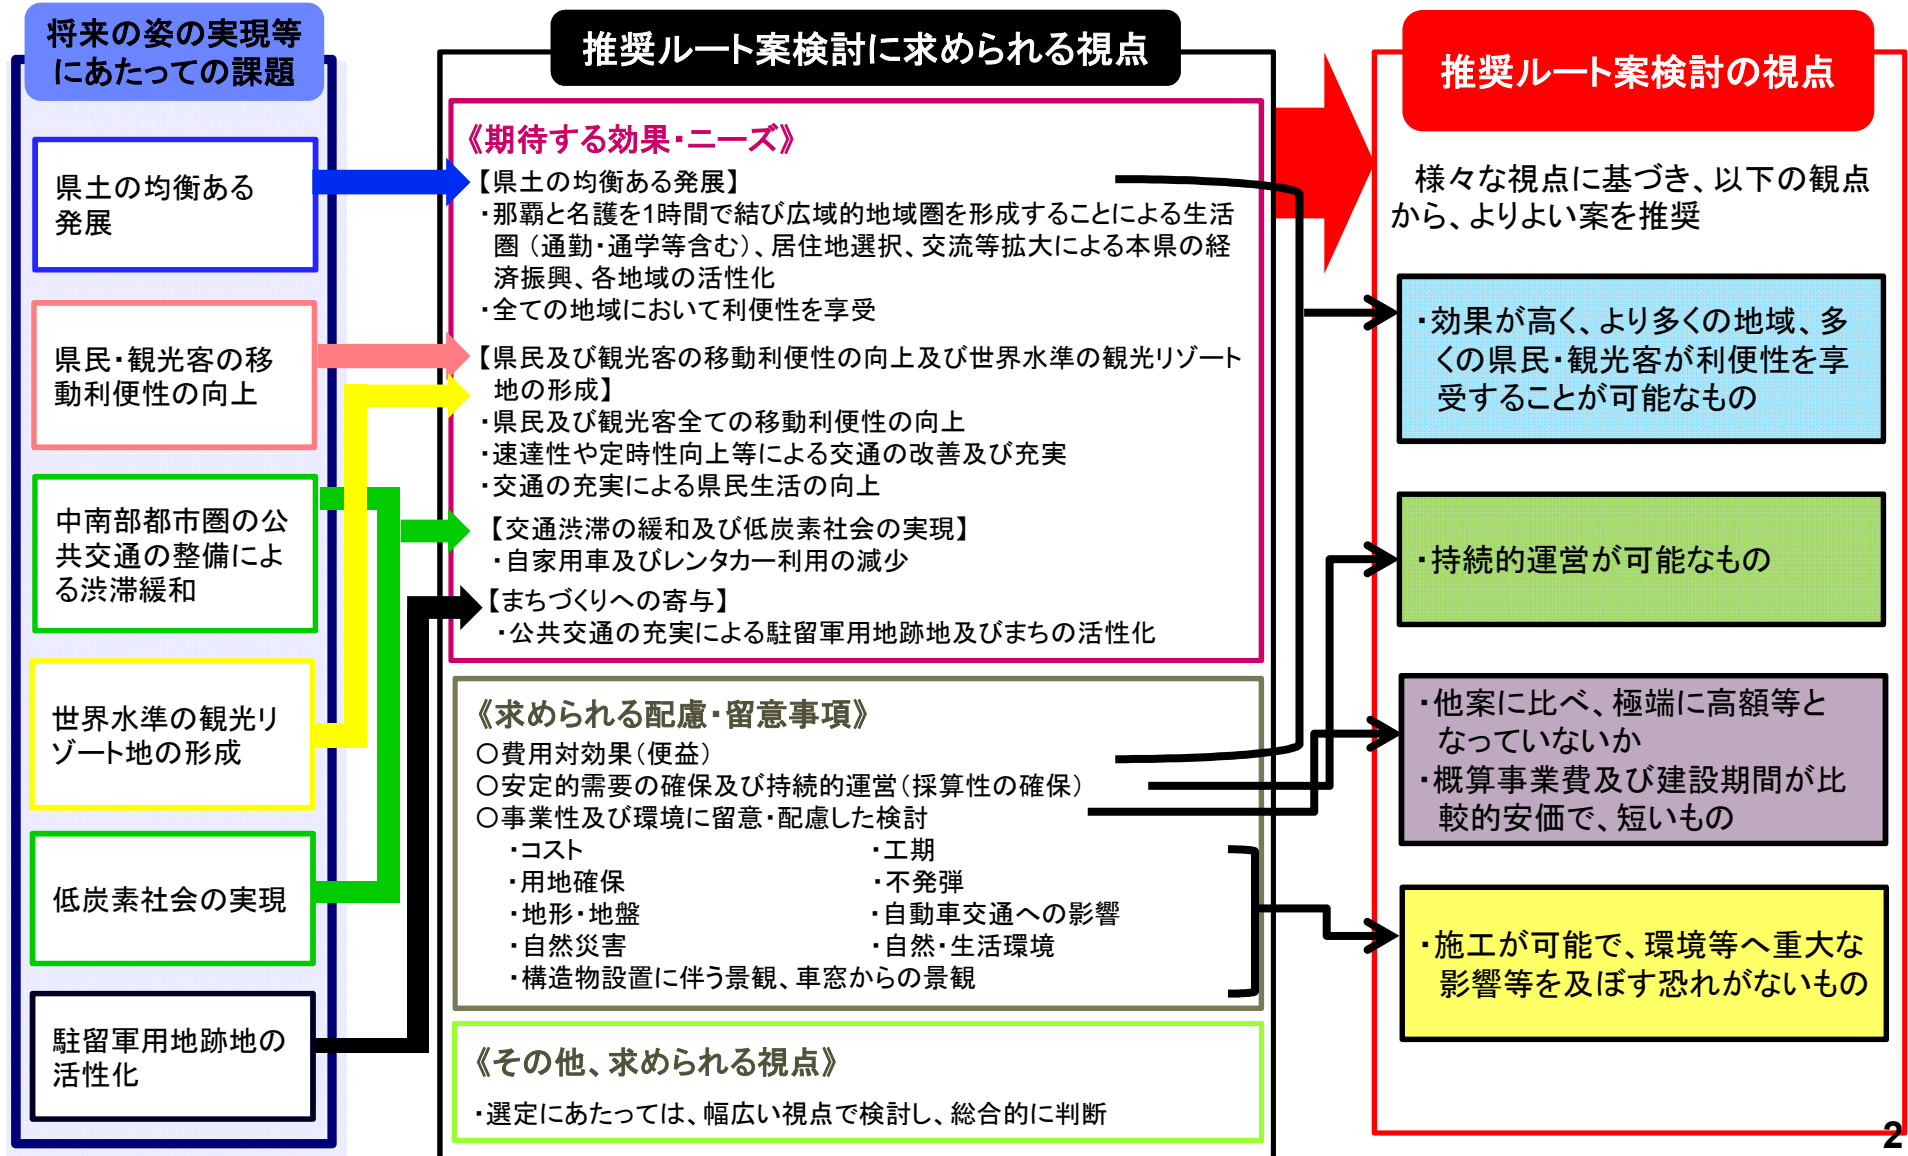 将来の姿の実現等
にあたっての課題
県土の均衡ある
発展
県民・観光客の移
動利便性の向上
中南部都市圏の公
共交通の整備によ
る渋滞緩和
世界水準の観光リ
ゾート地の形成
低炭素社会の実現
駐留軍用地跡地の
活性化
推奨ルート案検討に求められる視点
《期待する効果・ニーズ》
【県土の均衡ある発展】
・那覇と名護を1時間で結び広域的地域圏を形成することによる生活
圏（通勤・通学等含む）、居住地選択、交流等拡大による本県の経
済振興、各地域の活性化
・全ての地域において利便性を享受
【県民及び観光客の移動利便性の向上及び世界水準の観光リゾート
地の形成】
・県民及び観光客全ての移動利便性の向上
・速達性や定時性向上等による交通の改善及び充実
・交通の充実による県民生活の向上
【交通渋滞の緩和及び低炭素社会の実現】
・自家用車及びレンタカー利用の減少
【まちづくりへの寄与】
・公共交通の充実による駐留軍用地跡地及びまちの活性化
《求められる配慮・留意事項》
○費用対効果（便益）
○安定的需要の確保及び持続的運営（採算性の確保）
○事業性及び環境に留意・配慮した検討
・コスト ・工期
・用地確保 ・不発弾
・地形・地盤 ・自動車交通への影響
・自然災害 ・自然・生活環境
・構造物設置に伴う景観、車窓からの景観
《その他、求められる視点》
・選定にあたっては、幅広い視点で検討し、総合的に判断
推奨ルート案検討の視点
様々な視点に基づき、以下の観点
から、よりよい案を推奨
・効果が高く、より多くの地域、多
くの県民・観光客が利便性を享
受することが可能なもの
・持続的運営が可能なもの
・他案に比べ、極端に高額等と
なっていないか
・概算事業費及び建設期間が比
較的安価で、短いもの
・施工が可能で、環境等へ重大な
影響等を及ぼす恐れがないもの
2